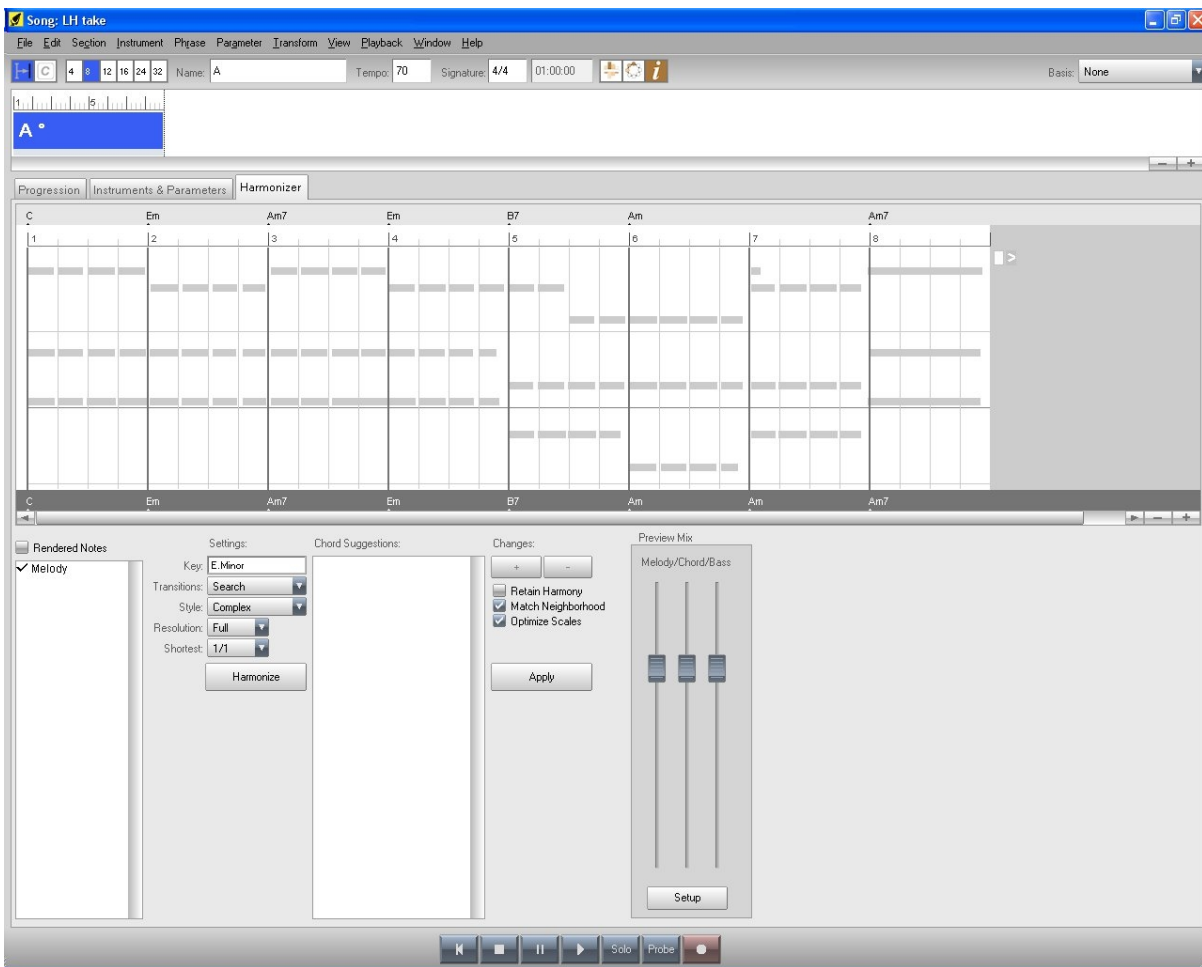 Song: LH take
File Edit Section Instrument Phrase Parameter Transform View Playback Window Help
C 4 8 12 16 24 32 Name: A Tempo: 70 Signature: 4/4 01:00:00 i Basis: None
1 5
A °
Progression Instruments & Parameters Harmonizer
C Em Am7 Em B7 Am Am7
1 2 3 4 5 6 7 8
C Em Am7 Em B7 Am Am Am7
Rendered Notes Settings: Chord Suggestions: Changes: Preview Mix
Melody Key: E.Minor + - Melody/Chord/Bass
Transitions: Search Retain Harmony
Style: Complex Match Neighborhood
Resolution: Full Optimize Scales
Shortest: 1/1
Harmonize Apply
Setup
Solo Probe